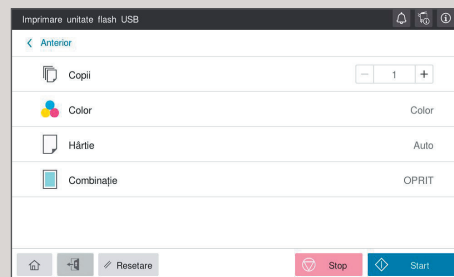 Imprimare unitate flash USB
Anterior
Copii
1
Color
Color
Hârtie
Auto
Combinație
OPRIT
Resetare
Stop
Start